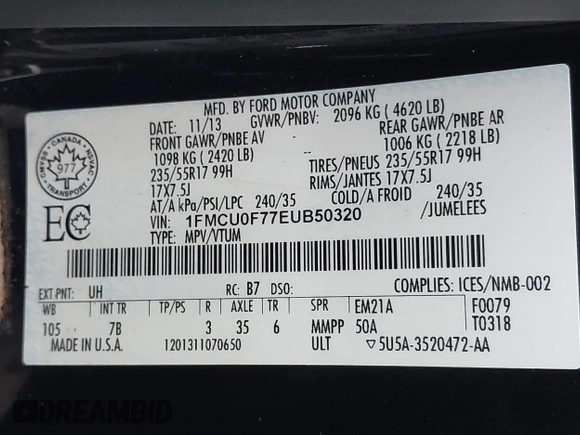 MFD. BY FORD MOTOR COMPANY
DATE: 11/13 GVWR/PNBV: 2096 KG ( 4620 LB)
FRONT GAWR/PNBE AV REAR GAWR/PNBE AR
1098 KG ( 2420 LB) 1006 KG ( 2218 LB)
235/55R17 99H TIRES/PNEUS 235/55R17 99H
17X7.5J RIMS/JANTES 17X7.5J
AT/A kPa/PSI/LPC 240/35 COLD/A FROID 240/35
VIN: 1FMCU0F77EUB50320 /JUMELEES
TYPE: MPV/VTUM
CANADA
977
TRANSPORT
CMVSS
NSVAC
EC
EXT PNT: UH RC: B7 DSO: COMPLIES: ICES/NMB-002
WB INT TR TP/PS R AXLE TR SPR EM21A F0079
105 7B 3 35 6 MMPP 50A T0318
MADE IN U.S.A. 1201311070650 ULT ▽5U5A-3520472-AA
DREAMBID